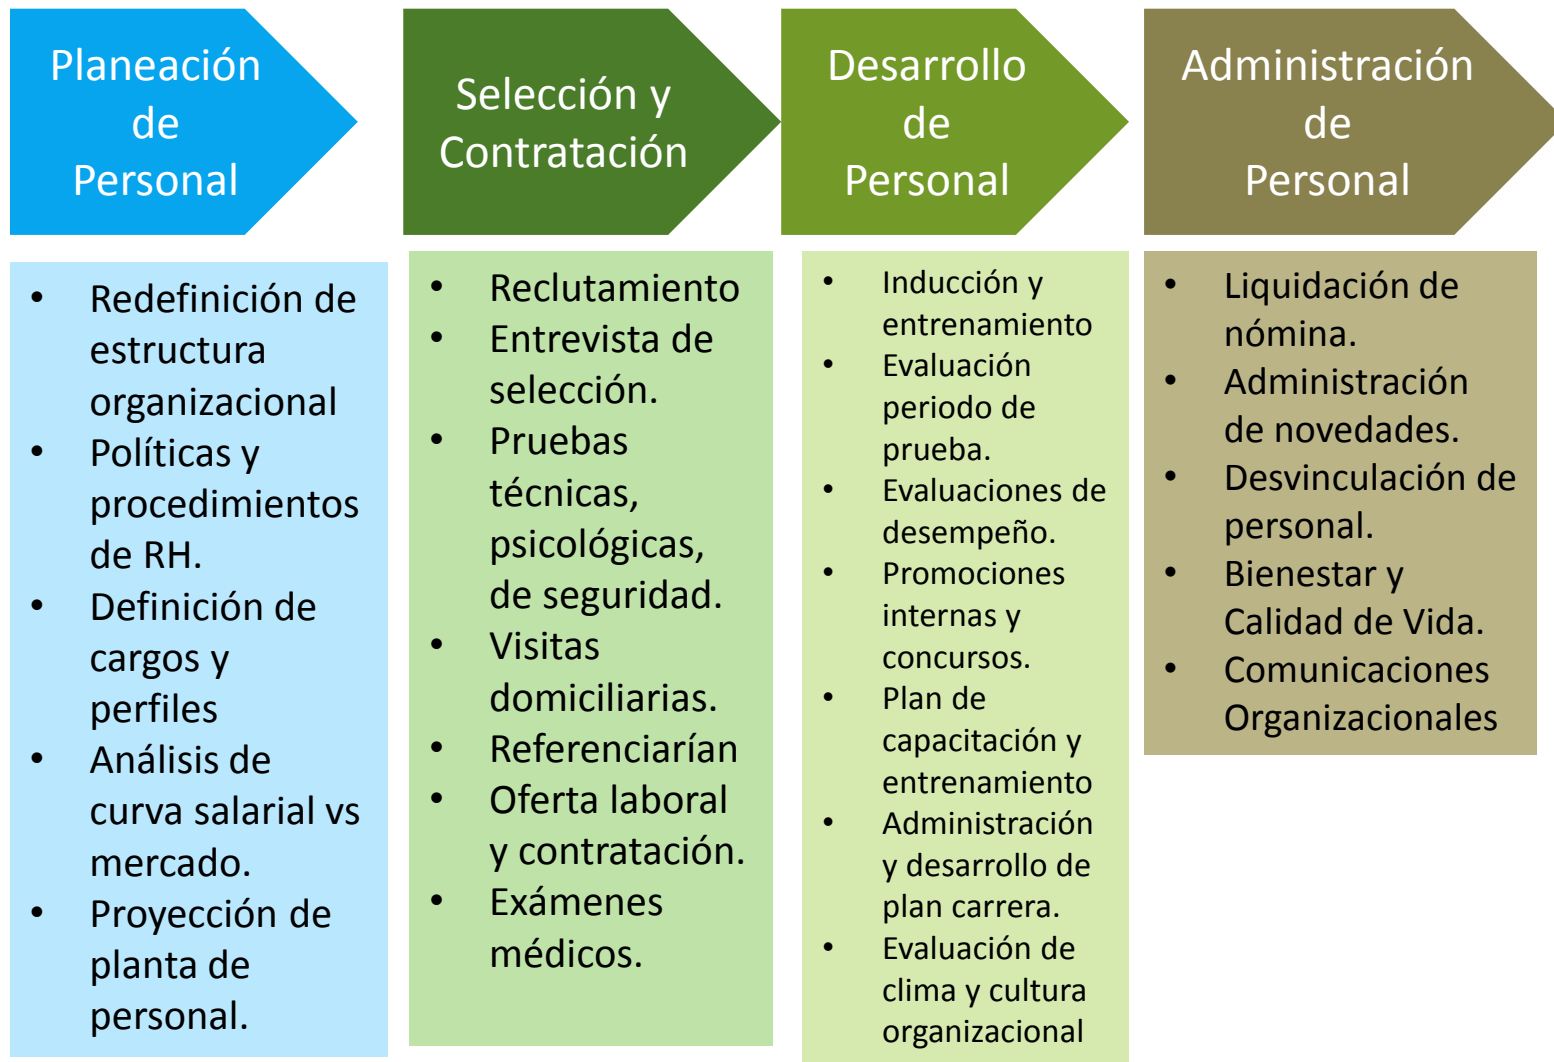 Planeación
de
Personal
Selección y
Contratación
Desarrollo
de
Personal
Administración
de
Personal
• Redefinición de
estructura
organizacional
• Políticas y
procedimientos
de RH.
• Definición de
cargos y
perfiles
• Análisis de
curva salarial vs
mercado.
• Proyección de
planta de
personal.
• Reclutamiento
• Entrevista de
selección.
• Pruebas
técnicas,
psicológicas,
de seguridad.
• Visitas
domiciliarias.
• Referenciarían
• Oferta laboral
y contratación.
• Exámenes
médicos.
• Inducción y
entrenamiento
• Evaluación
periodo de
prueba.
• Evaluaciones de
desempeño.
• Promociones
internas y
concursos.
• Plan de
capacitación y
entrenamiento
• Administración
y desarrollo de
plan carrera.
• Evaluación de
clima y cultura
organizacional
• Liquidación de
nómina.
• Administración
de novedades.
• Desvinculación de
personal.
• Bienestar y
Calidad de Vida.
• Comunicaciones
Organizacionales